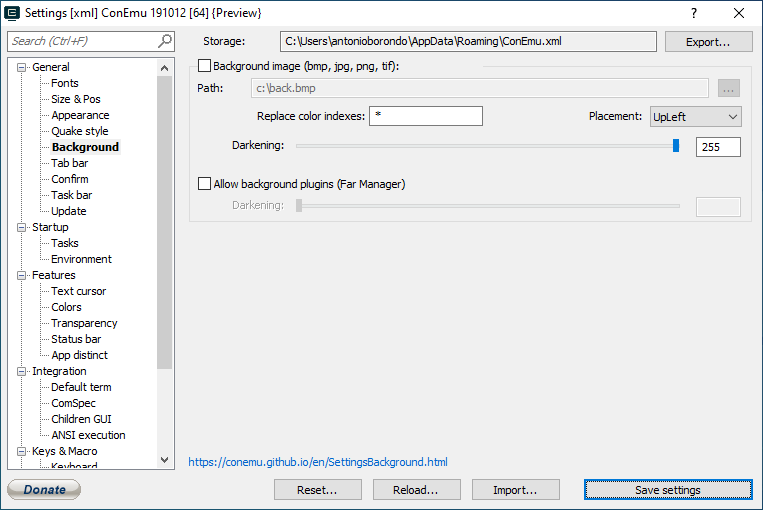 Settings [xml] ConEmu 191012 [64] {Preview}
Search (Ctrl+F)
Storage:
C:\Users\antonioborondo\AppData\Roaming\ConEmu.xml
Export...
General
Fonts
Size & Pos
Appearance
Quake style
Background
Tab bar
Confirm
Task bar
Update
Startup
Tasks
Environment
Features
Text cursor
Colors
Transparency
Status bar
App distinct
Integration
Default term
ComSpec
Children GUI
ANSI execution
Keys & Macro
Keyboard
Background image (bmp, jpg, png, tif):
Path:
c:\back.bmp
...
Replace color indexes:
*
Placement:
UpLeft
Darkening:
255
Allow background plugins (Far Manager)
Darkening:
https://conemu.github.io/en/SettingsBackground.html
Donate
Reset...
Reload...
Import...
Save settings